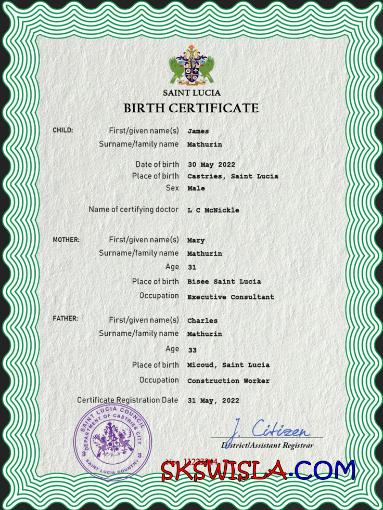 SAINT LUCIA
BIRTH CERTIFICATE
CHILD: First/given name(s) James
Surname/family name Mathurin
Date of birth 30 May 2022
Place of birth Castries, Saint Lucia
Sex Male
Name of certifying doctor L C McNickle
MOTHER: First/given name(s) Mary
Surname/family name Mathurin
Age 31
Place of birth Bisee Saint Lucia
Occupation Executive Consultant
FATHER: First/given name(s) Charles
Surname/family name Mathurin
Age 33
Place of birth Micoud, Saint Lucia
Occupation Construction Worker
Certificate Registration Date 31 May, 2022
SAINT LUCIA COUNCIL
DEPARTMENT OF CASTRIES CITY
SAINT LUCIA COUNTRY
J. Citizen
District/Assistant Registrar
SKSWISLA.COM